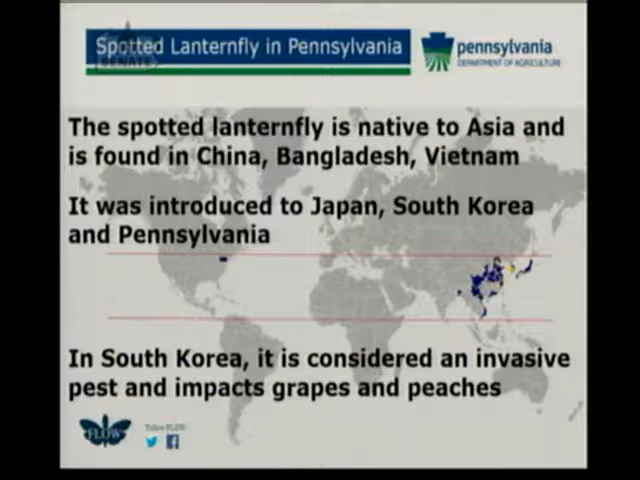 Spotted Lanternfly in Pennsylvania
SENATE
pennsylvania
DEPARTMENT OF AGRICULTURE
The spotted lanternfly is native to Asia and
is found in China, Bangladesh, Vietnam
It was introduced to Japan, South Korea
and Pennsylvania
In South Korea, it is considered an invasive
pest and impacts grapes and peaches
FLOW
Follow FLOW